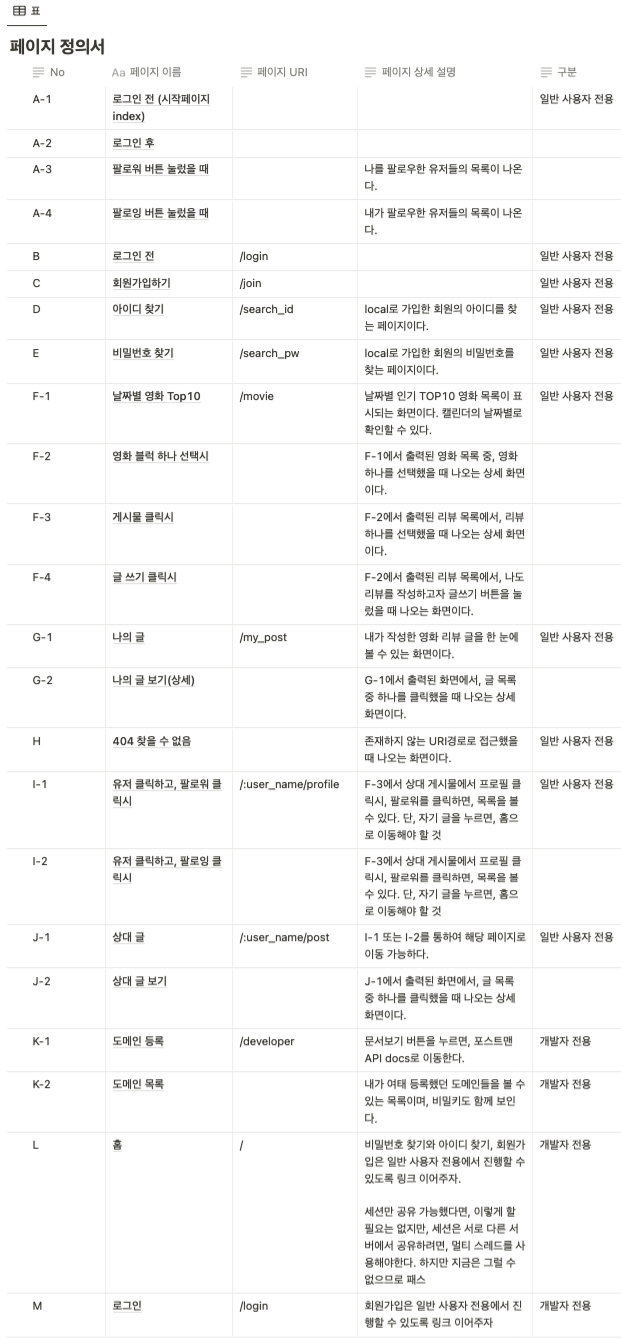 표
페이지 정의서
No 페이지 이름 페이지 URI 페이지 상세 설명 구분
A-1 로그인 전 (시작페이지 일반 사용자 전용
index)
A-2 로그인 후
A-3 팔로워 버튼 눌렀을 때 나를 팔로우한 유저들의 목록이 나온
다.
A-4 팔로잉 버튼 눌렀을 때 내가 팔로우한 유저들의 목록이 나온
다.
B 로그인 전 /login 일반 사용자 전용
C 회원가입하기 /join 일반 사용자 전용
D 아이디 찾기 /search_id local로 가입한 회원의 아이디를 찾 일반 사용자 전용
는 페이지이다.
E 비밀번호 찾기 /search_pw local로 가입한 회원의 비밀번호를 일반 사용자 전용
찾는 페이지이다.
F-1 날짜별 영화 Top10 /movie 날짜별 인기 TOP10 영화 목록이 표 일반 사용자 전용
시되는 화면이다. 캘린더의 날짜별로
확인할 수 있다.
F-2 영화 블럭 하나 선택시 F-1에서 출력된 영화 목록 중, 영화
하나를 선택했을 때 나오는 상세 화면
이다.
F-3 게시물 클릭시 F-2에서 출력된 리뷰 목록에서, 리뷰
하나를 선택했을 때 나오는 상세 화면
이다.
F-4 글 쓰기 클릭시 F-2에서 출력된 리뷰 목록에서, 나도
리뷰를 작성하고자 글쓰기 버튼을 눌
렀을 때 나오는 화면이다.
G-1 나의 글 /my_post 내가 작성한 영화 리뷰 글을 한 눈에 일반 사용자 전용
볼 수 있는 화면이다.
G-2 나의 글 보기(상세) G-1에서 출력된 화면에서, 글 목록
중 하나를 클릭했을 때 나오는 상세
화면이다.
H 404 찾을 수 없음 존재하지 않는 URI경로로 접근했을 일반 사용자 전용
때 나오는 화면이다.
I-1 유저 클릭하고, 팔로워 클 /:user_name/profile F-3에서 상대 게시물에서 프로필 클 일반 사용자 전용
릭시 릭시, 팔로워를 클릭하면, 목록을 볼
수 있다. 단, 자기 글을 누르면, 홈으
로 이동해야 할 것
I-2 유저 클릭하고, 팔로잉 클 F-3에서 상대 게시물에서 프로필 클
릭시 릭시, 팔로워를 클릭하면, 목록을 볼
수 있다. 단, 자기 글을 누르면, 홈으
로 이동해야 할 것
J-1 상대 글 /:user_name/post I-1 또는 I-2를 통하여 해당 페이지로 일반 사용자 전용
이동 가능하다.
J-2 상대 글 보기 J-1에서 출력된 화면에서, 글 목록
중 하나를 클릭했을 때 나오는 상세
화면이다.
K-1 도메인 등록 /developer 문서보기 버튼을 누르면, 포스트맨 개발자 전용
API docs로 이동한다.
K-2 도메인 목록 내가 여태 등록했던 도메인들을 볼 수 개발자 전용
있는 목록이며, 비밀키도 함께 보인
다.
L 홈 / 비밀번호 찾기와 아이디 찾기, 회원가 개발자 전용
입은 일반 사용자 전용에서 진행할 수
있도록 링크 이어주자.
세션만 공유 가능했다면, 이렇게 할
필요는 없지만, 세션은 서로 다른 서
버에서 공유하려면, 멀티 스레드를 사
용해야한다. 하지만 지금은 그럴 수
없으므로 패스
M 로그인 /login 회원가입은 일반 사용자 전용에서 진 개발자 전용
행할 수 있도록 링크 이어주자